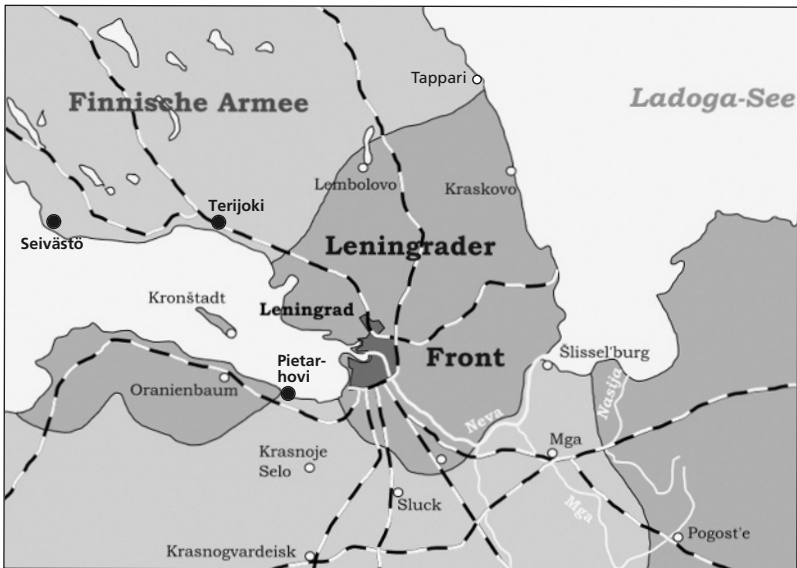 Tappari
Finnische Armee
Ladoga-See
Lembolovo
Kraskovo
Terijoki
Seivästö
Leningrader
Kronštadt
Leningrad
Front
Šlissel'burg
Pietar-
hovi
Nasija
Oranienbaum
Neva
Krasnoje
Selo
Mga
Sluck
Mga
Pogost'e
Krasnogvardeisk